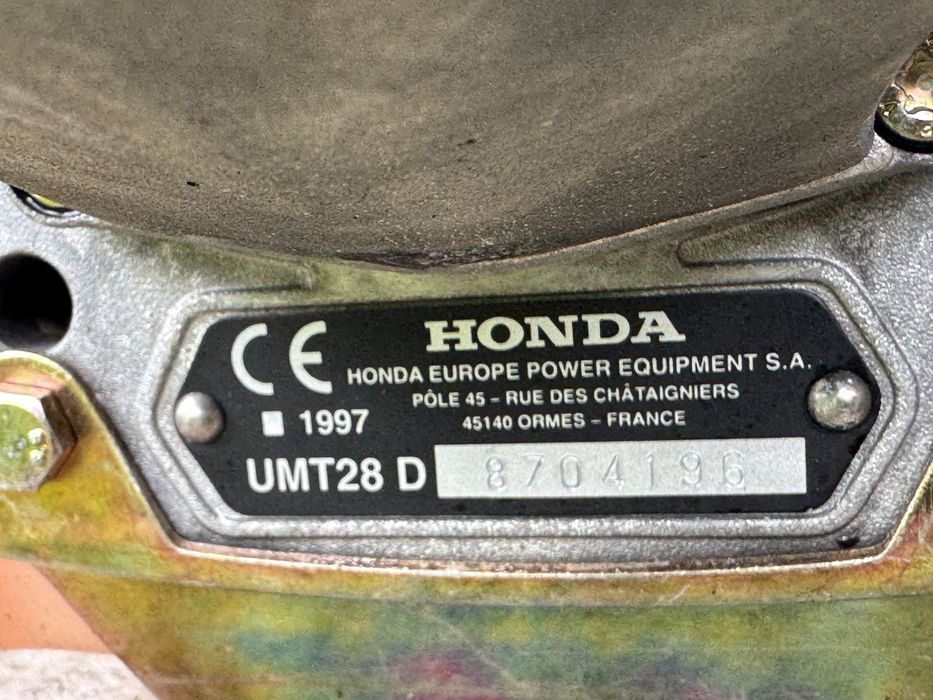 CE
HONDA
HONDA EUROPE POWER EQUIPMENT S.A.
PÔLE 45 – RUE DES CHÂTAIGNIERS
1997
45140 ORMES – FRANCE
UMT28 D 8704196